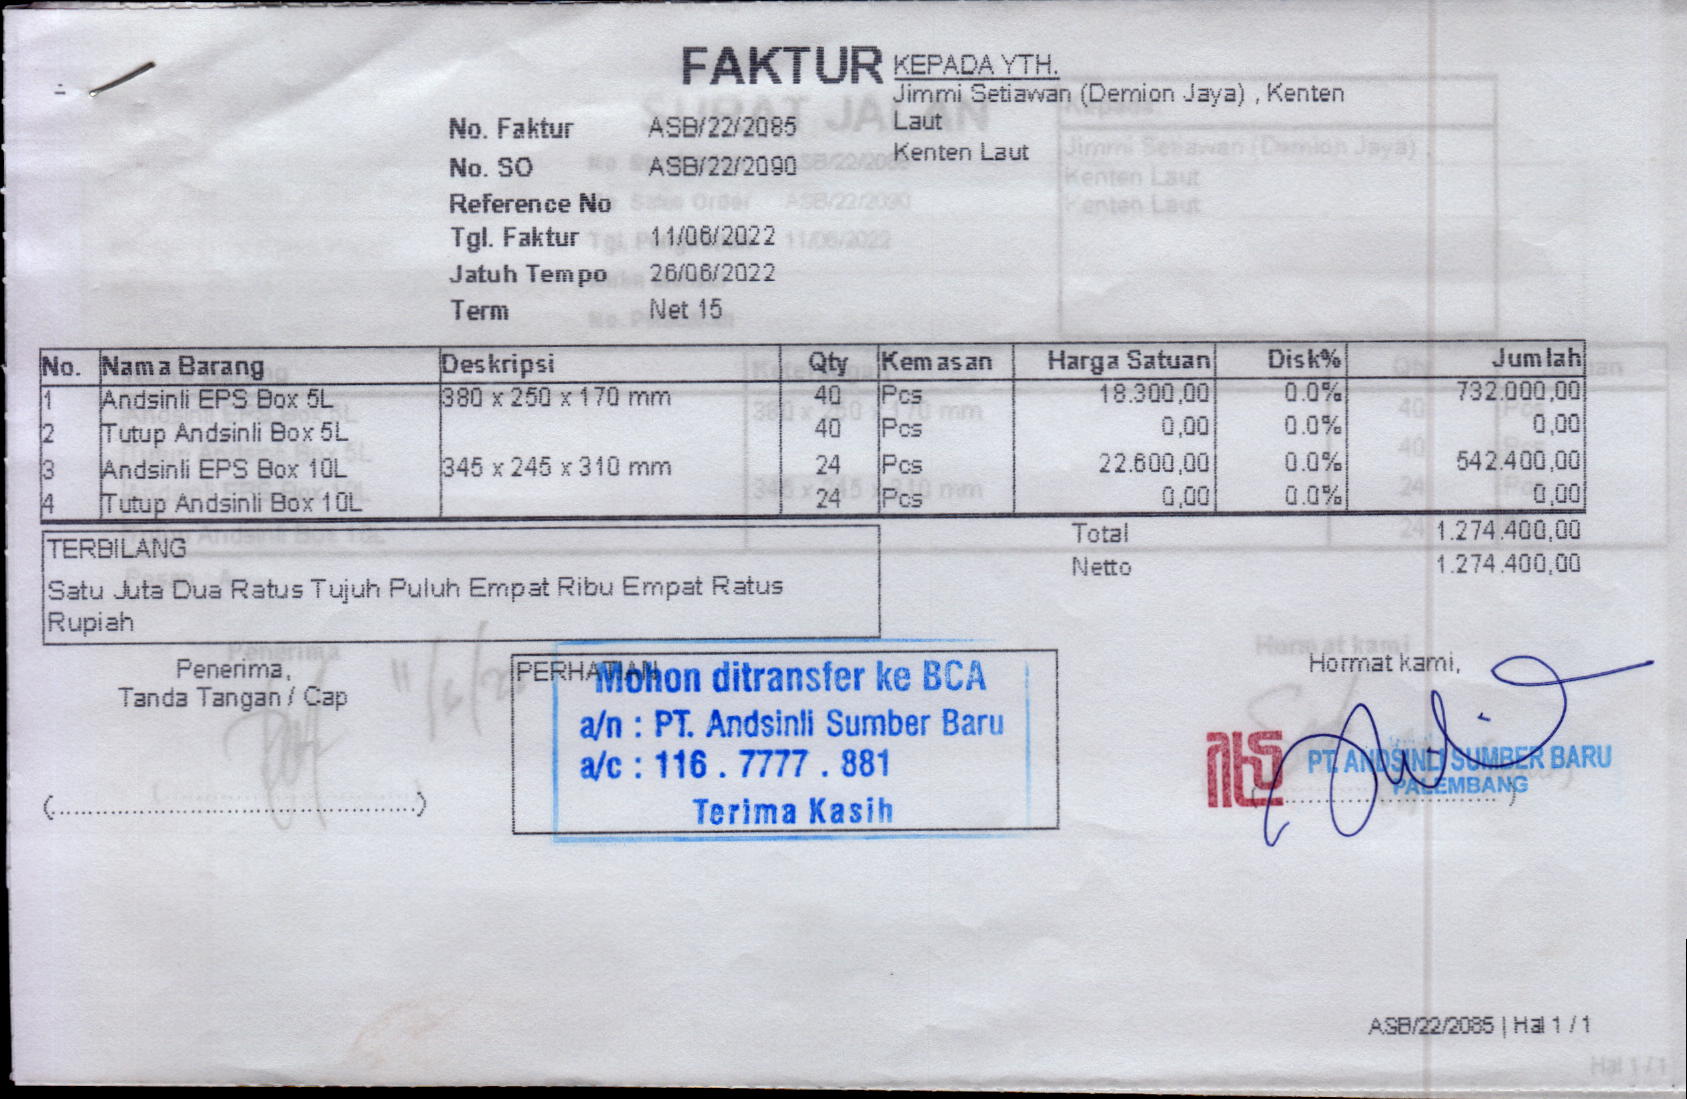 FAKTUR
KEPADA YTH.
Jimmi Setiawan (Demion Jaya) , Kenten
Laut
Kenten Laut
No. Faktur ASB/22/2085
No. SO ASB/22/2090
Reference No
Tgl. Faktur 11/06/2022
Jatuh Tempo 26/06/2022
Term Net 15
No. Nama Barang Deskripsi Qty Kemasan Harga Satuan Disk% Jumlah
1 Andsinli EPS Box 5L 380 x 250 x 170 mm 40 Pcs 18.300,00 0.0% 732.000,00
2 Tutup Andsinli Box 5L 40 Pcs 0,00 0.0% 0,00
3 Andsinli EPS Box 10L 345 x 245 x 310 mm 24 Pcs 22.600,00 0.0% 542.400,00
4 Tutup Andsinli Box 10L 24 Pcs 0,00 0.0% 0,00
Total 1.274.400,00
Netto 1.274.400,00
TERBILANG
Satu Juta Dua Ratus Tujuh Puluh Empat Ribu Empat Ratus
Rupiah
Penerima,
Tanda Tangan / Cap
(..................................................)
PERHATIAN
Mohon ditransfer ke BCA
a/n : PT. Andsinli Sumber Baru
a/c : 116 . 7777 . 881
Terima Kasih
Hormat kami,
PT. ANDSINLI SUMBER BARU
PALEMBANG
ASB/22/2085 | Hal 1 / 1
Hal 1 / 1